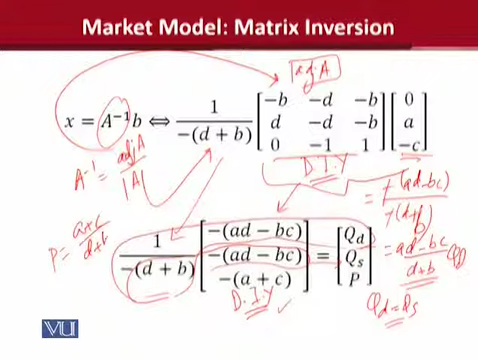 Market Model: Matrix Inversion
adj A
x = A⁻¹b ⇔ 1/−(d + b) [−b −d −b; d −d −b; 0 −1 1] [0; a; −c]
A⁻¹ = adj A / |A|
D.I.Y
= −(ad−bc) / −(d+b)
P = a+c / d+b
1/−(d + b) [−(ad − bc); −(ad − bc); −(a + c)] = [Q_d; Q_s; P]
= ad−bc / d+b
D.I.Y ✓
Q_d = Q_s
VU